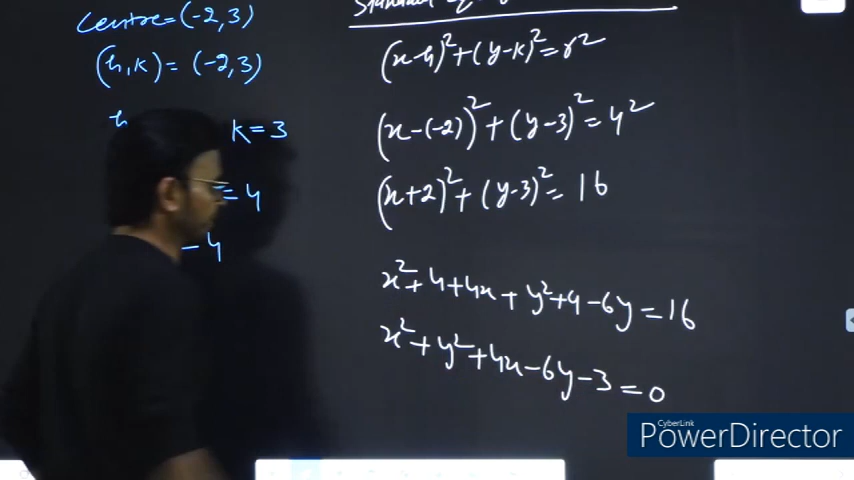 Centre=(-2,3)
(h,k) = (-2,3)
h
k=3
= 4
- 4
Standard
(x-h)²+(y-k)²=r²
(x-(-2))²+(y-3)²=4²
(x+2)²+(y-3)²=16
x²+4+4x+y²+9-6y=16
x²+y²+4x-6y-3=0
CyberLink
PowerDirector